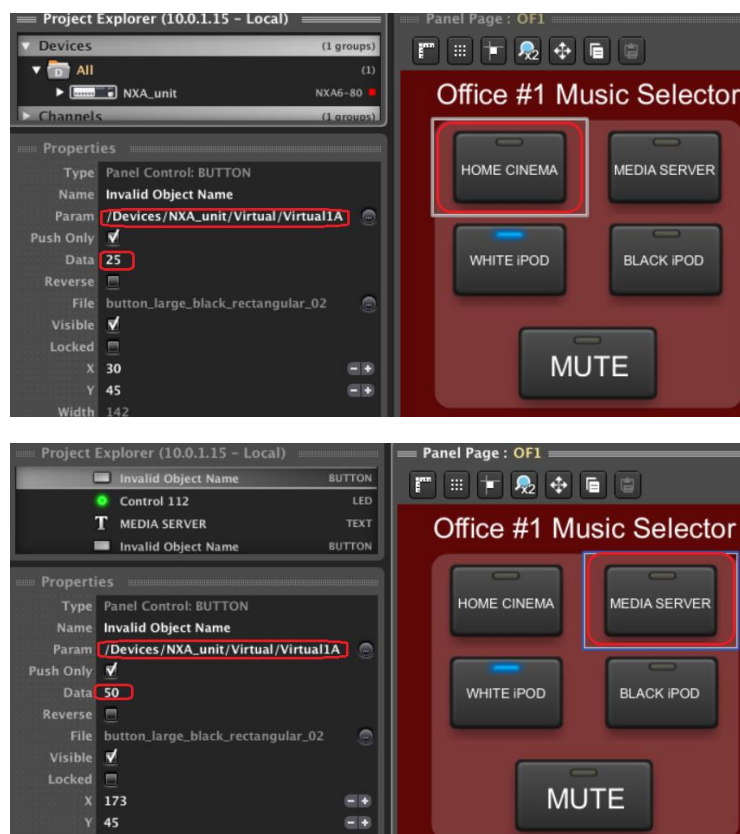 Project Explorer (10.0.1.15 – Local)
Devices (1 groups)
All (1)
NXA_unit NXA6-80
Channels (1 groups)
Properties
Type Panel Control: BUTTON
Name Invalid Object Name
Param /Devices/NXA_unit/Virtual/Virtual1A
Push Only
Data 25
Reverse
File button_large_black_rectangular_02
Visible
Locked
X 30
Y 45
Width 142
Panel Page : OF1
x2
Office #1 Music Selector
HOME CINEMA MEDIA SERVER
WHITE iPOD BLACK iPOD
MUTE
Project Explorer (10.0.1.15 – Local)
Invalid Object Name BUTTON
Control 112 LED
T MEDIA SERVER TEXT
Invalid Object Name BUTTON
Properties
Type Panel Control: BUTTON
Name Invalid Object Name
Param /Devices/NXA_unit/Virtual/Virtual1A
Push Only
Data 50
Reverse
File button_large_black_rectangular_02
Visible
Locked
X 173
Y 45
Panel Page : OF1
x2
Office #1 Music Selector
HOME CINEMA MEDIA SERVER
WHITE iPOD BLACK iPOD
MUTE